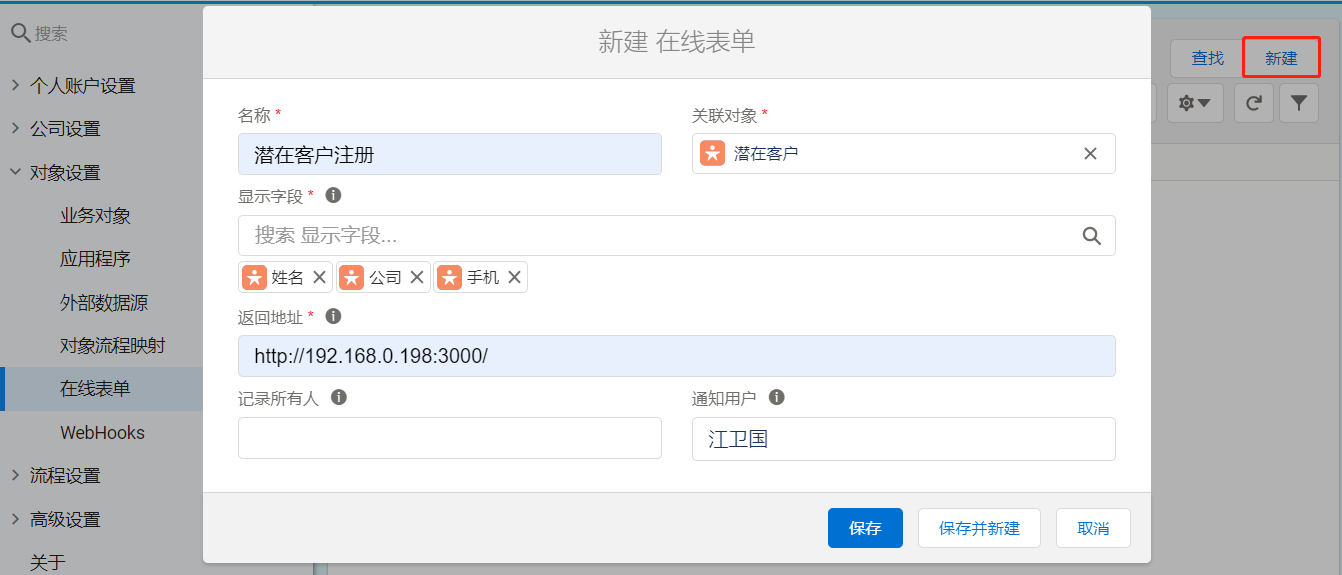 搜索
个人账户设置
公司设置
对象设置
业务对象
应用程序
外部数据源
对象流程映射
在线表单
WebHooks
流程设置
高级设置
关于
查找
新建
新建 在线表单
名称 *
潜在客户注册
关联对象 *
潜在客户
显示字段 *
搜索 显示字段...
姓名 公司 手机
返回地址 *
http://192.168.0.198:3000/
记录所有人
通知用户
江卫国
保存
保存并新建
取消